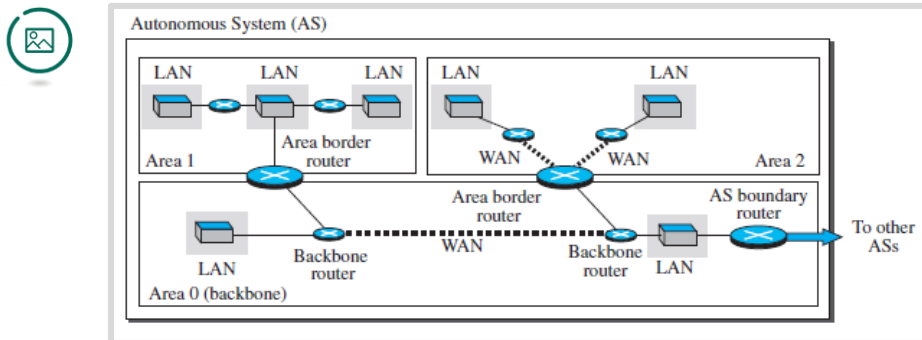 Autonomous System (AS)
LAN LAN LAN
Area border
router
Area 1
LAN LAN
WAN WAN
Area 2
Area border
router
AS boundary
router
To other
ASs
LAN
Backbone
router
WAN
Backbone
router
LAN
Area 0 (backbone)